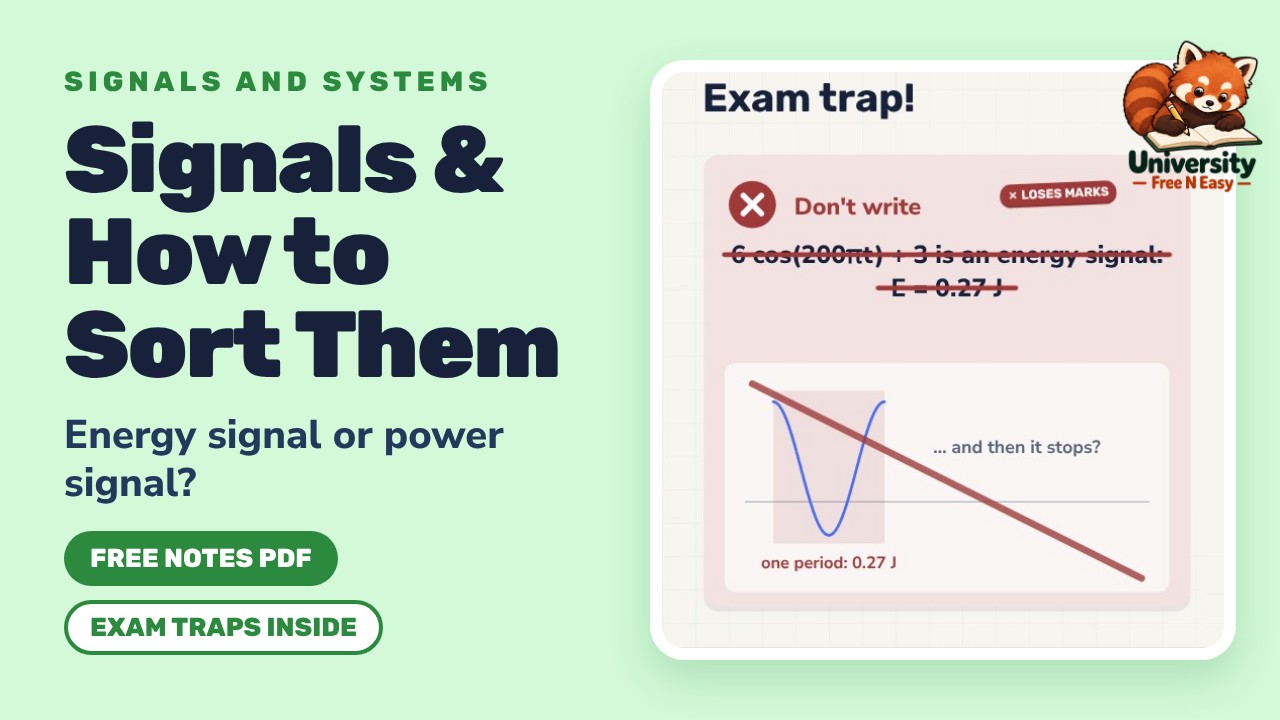 SIGNALS AND SYSTEMS
Signals &
How to
Sort Them
Energy signal or power
signal?
FREE NOTES PDF
EXAM TRAPS INSIDE
Exam trap!
Don't write
× LOSES MARKS
6 cos(200πt) + 3 is an energy signal:
E = 0.27 J
... and then it stops?
one period: 0.27 J
University
Free N Easy